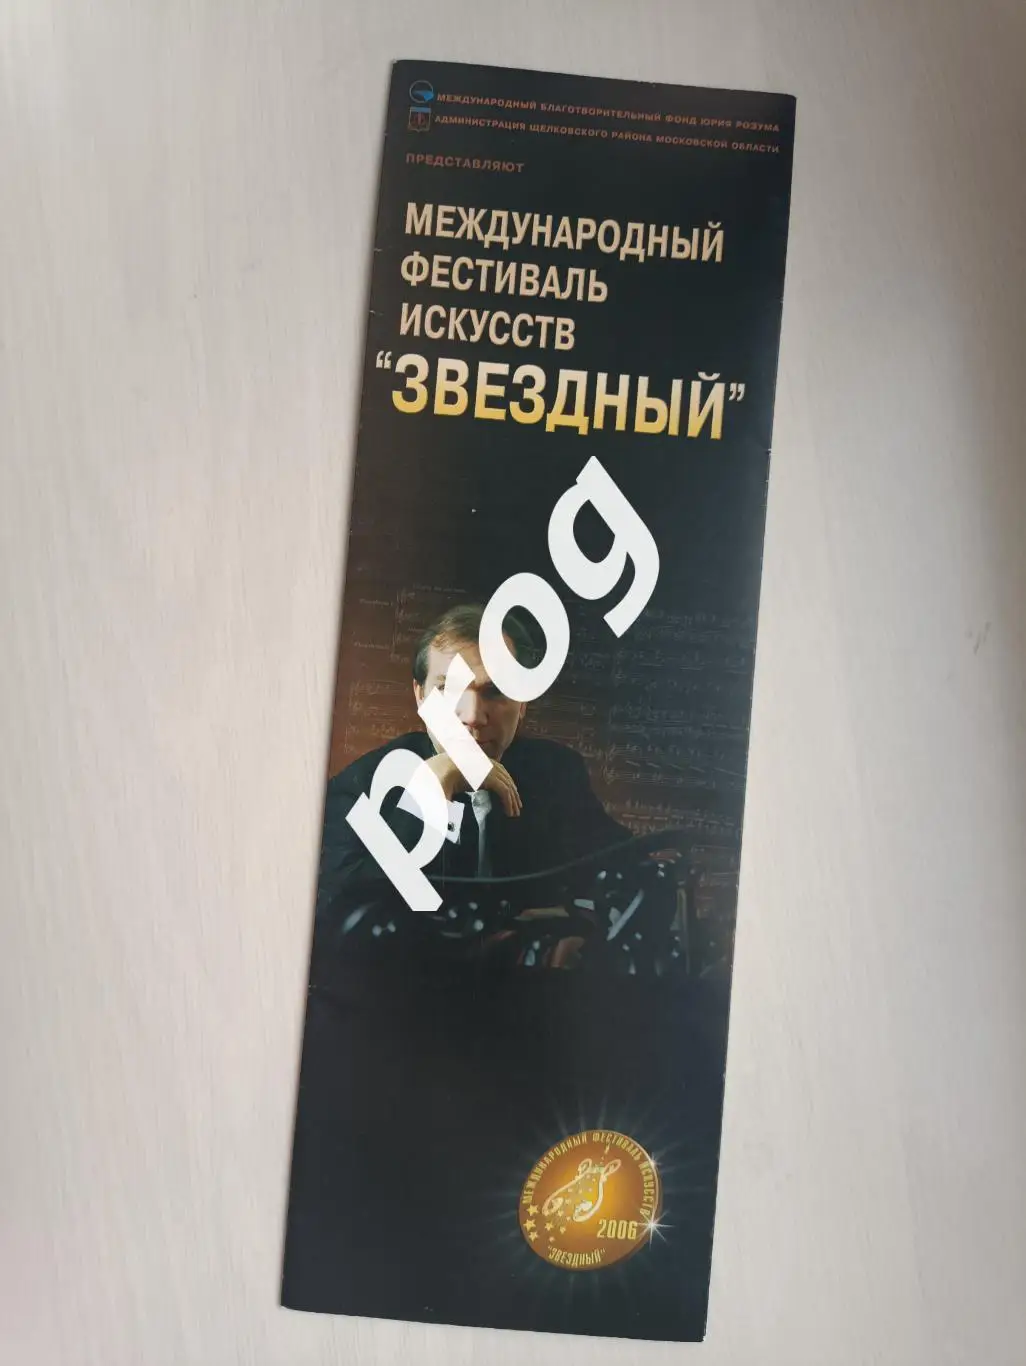 МЕЖДУНАРОДНЫЙ БЛАГОТВОРИТЕЛЬНЫЙ ФОНД ЮРИЯ РОЗУМА
АДМИНИСТРАЦИЯ ЩЕЛКОВСКОГО РАЙОНА МОСКОВСКОЙ ОБЛАСТИ
ПРЕДСТАВЛЯЮТ
МЕЖДУНАРОДНЫЙ
ФЕСТИВАЛЬ
ИСКУССТВ
“ЗВЕЗДНЫЙ”
prog
МЕЖДУНАРОДНЫЙ ФЕСТИВАЛЬ ИСКУССТВ
2006
"ЗВЕЗДНЫЙ"